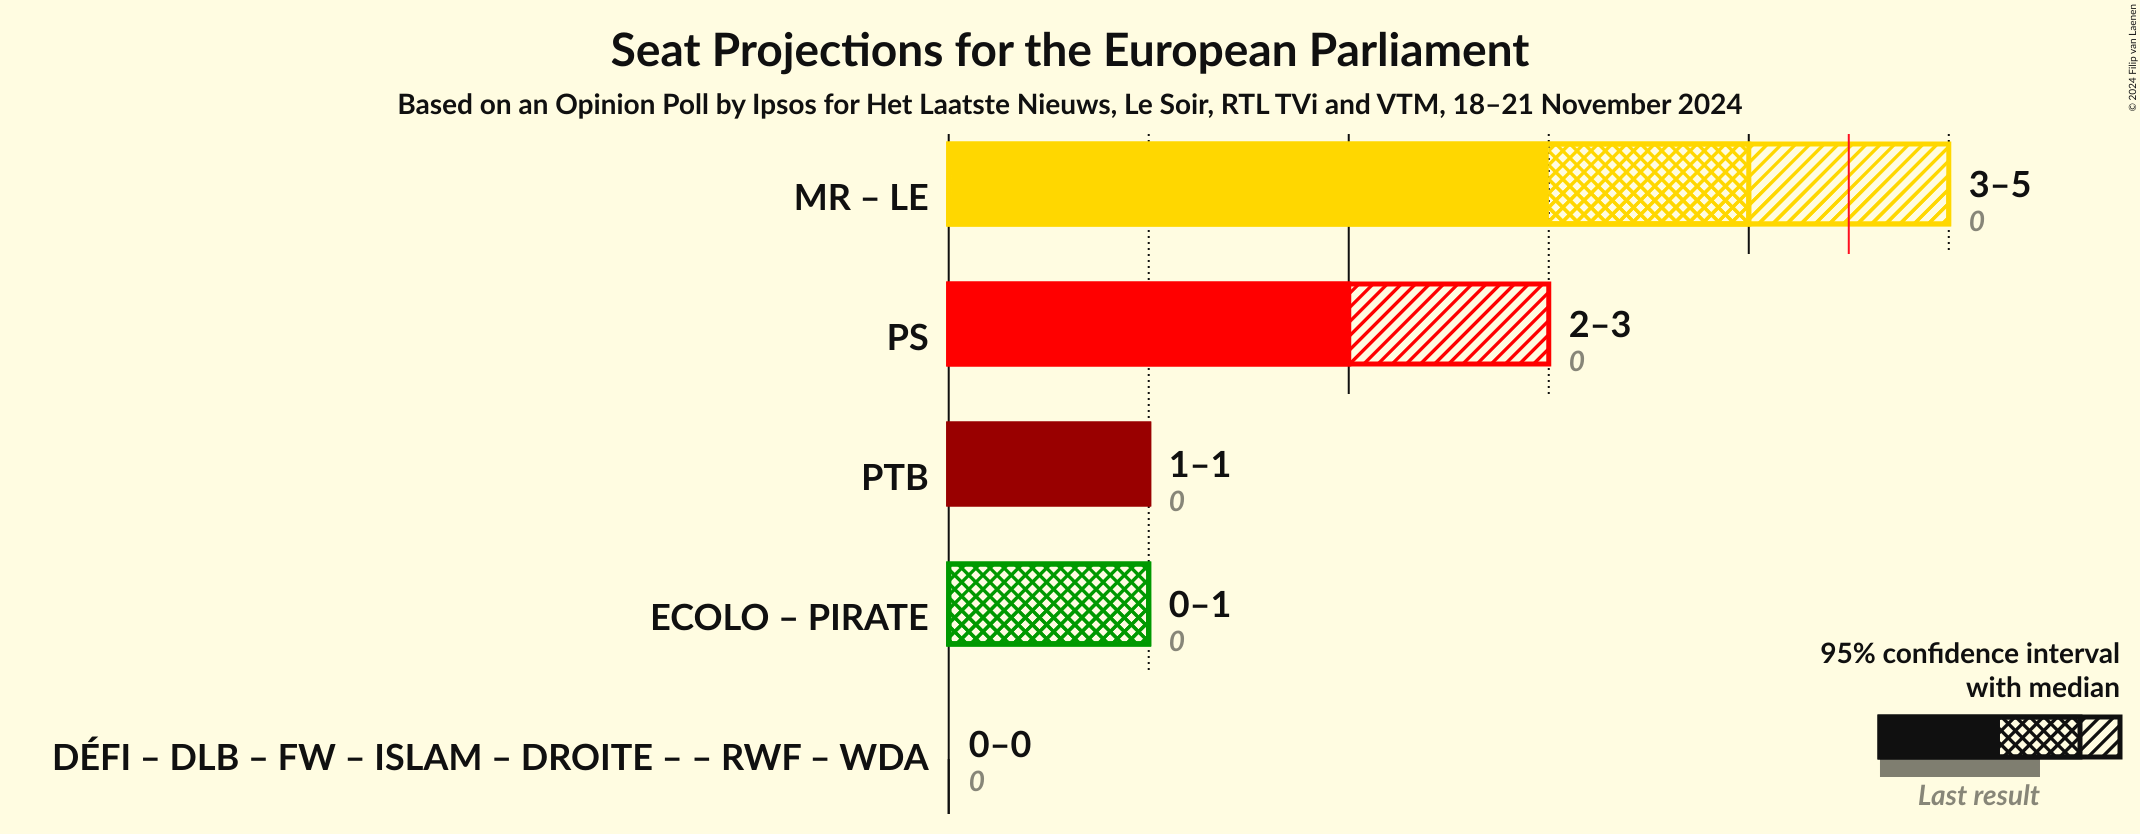 Seat Projections for the European Parliament
Based on an Opinion Poll by Ipsos for Het Laatste Nieuws, Le Soir, RTL TVi and VTM, 18–21 November 2024
© 2024 Filip van Laenen
MR – LE
3–5
0
PS
2–3
0
PTB
1–1
0
ECOLO – PIRATE
0–1
0
DÉFI – DLB – FW – ISLAM – DROITE – – RWF – WDA
0–0
0
95% confidence interval
with median
Last result